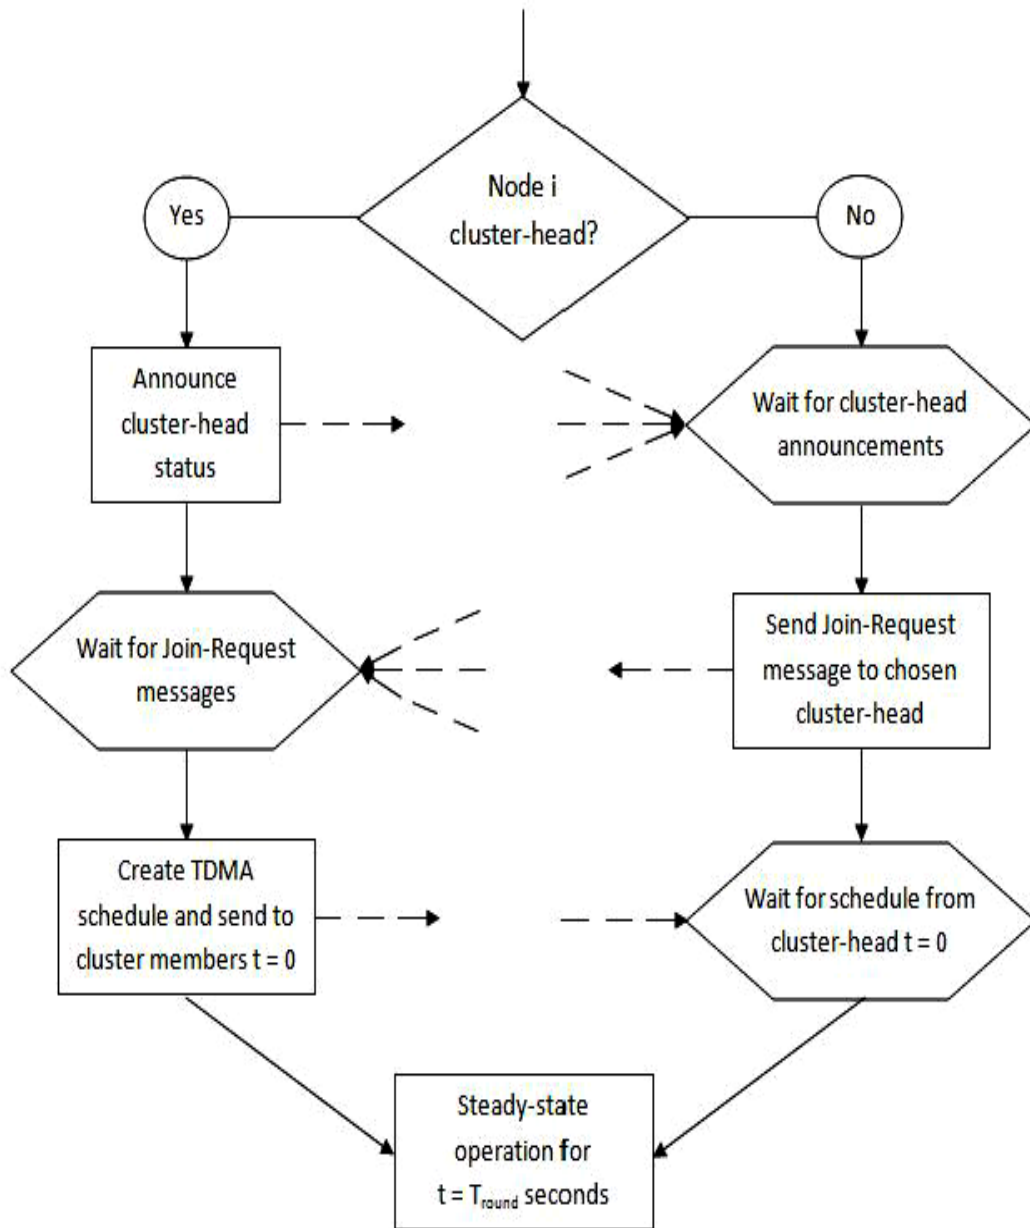 Node i
cluster-head?
Yes
No
Announce
cluster-head
status
Wait for cluster-head
announcements
Wait for Join-Request
messages
Send Join-Request
message to chosen
cluster-head
Create TDMA
schedule and send to
cluster members t = 0
Wait for schedule from
cluster-head t = 0
Steady-state
operation for
t = Tround seconds